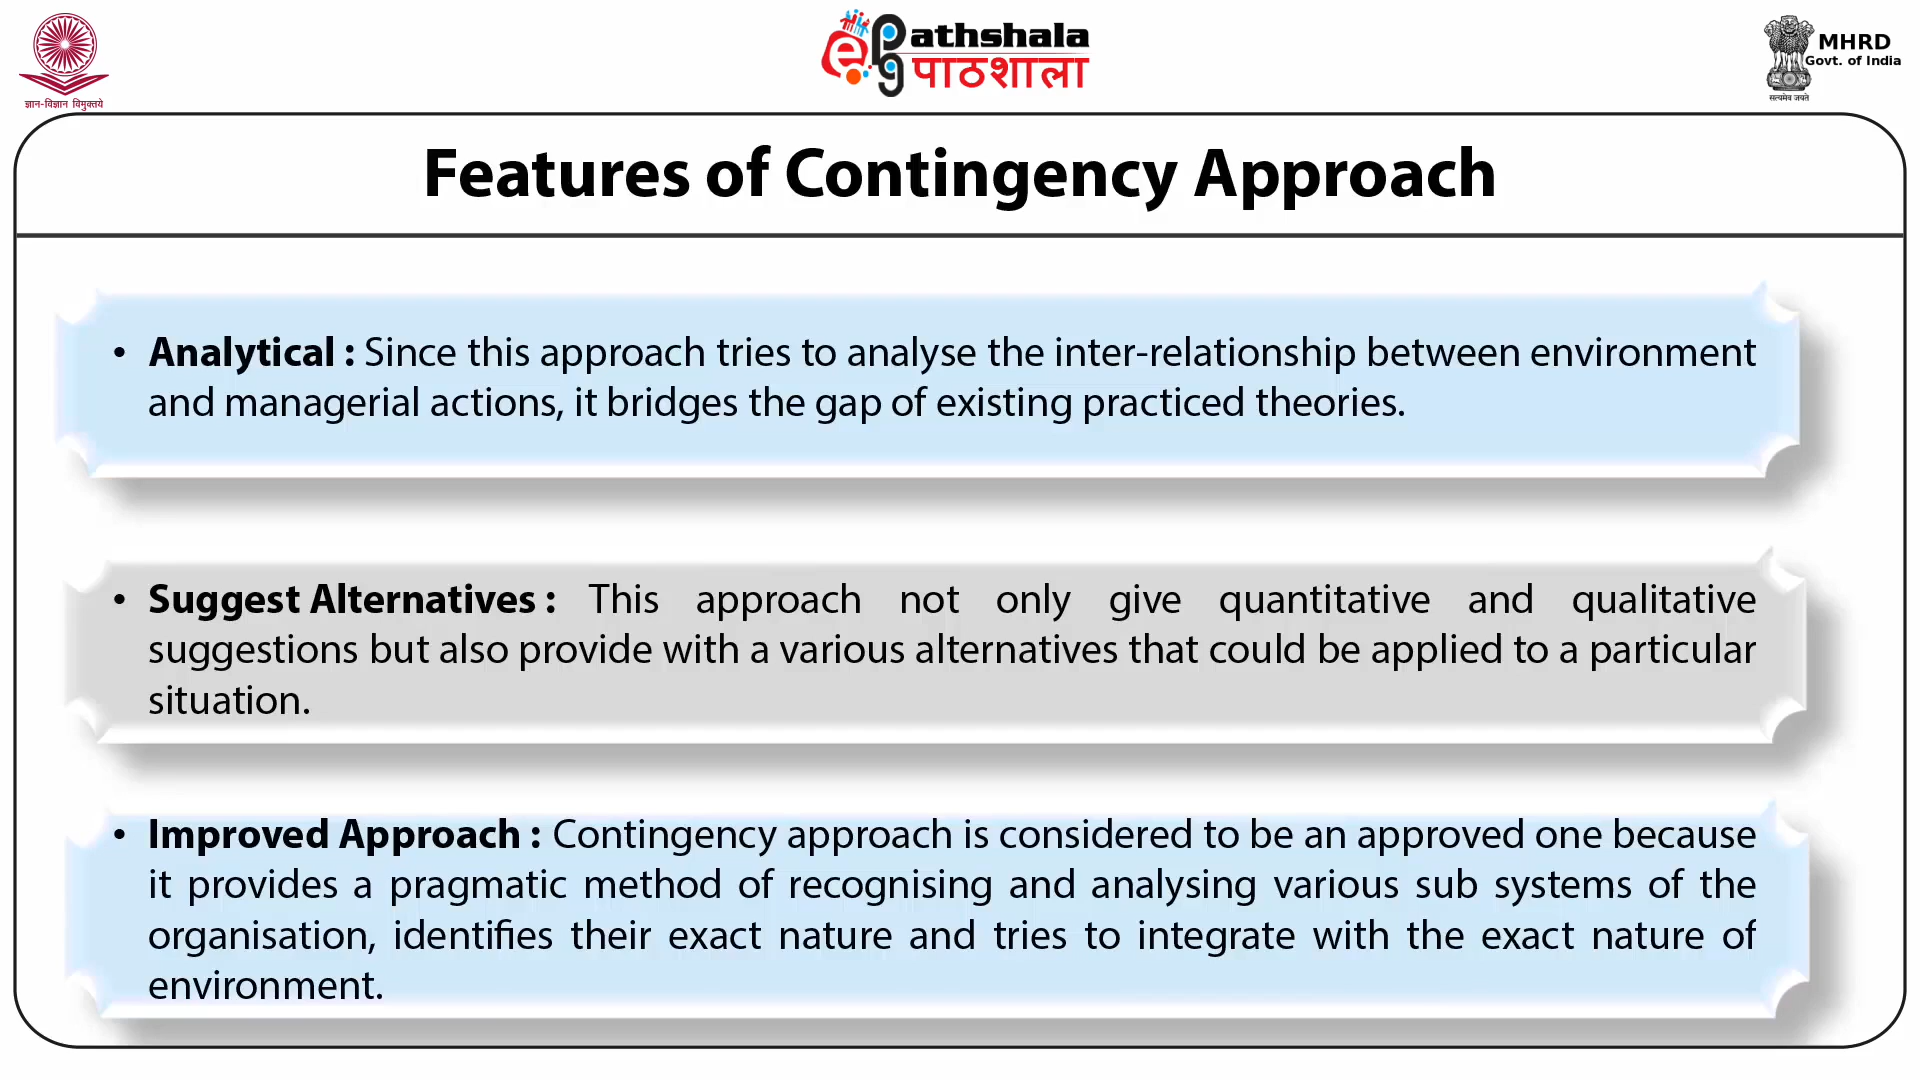 ज्ञान-विज्ञान विमुक्तये
ePathshala
पाठशाला
MHRD
Govt. of India
सत्यमेव जयते
Features of Contingency Approach
• Analytical : Since this approach tries to analyse the inter-relationship between environment
and managerial actions, it bridges the gap of existing practiced theories.
• Suggest Alternatives : This approach not only give quantitative and qualitative
suggestions but also provide with a various alternatives that could be applied to a particular
situation.
• Improved Approach : Contingency approach is considered to be an approved one because
it provides a pragmatic method of recognising and analysing various sub systems of the
organisation, identifies their exact nature and tries to integrate with the exact nature of
environment.